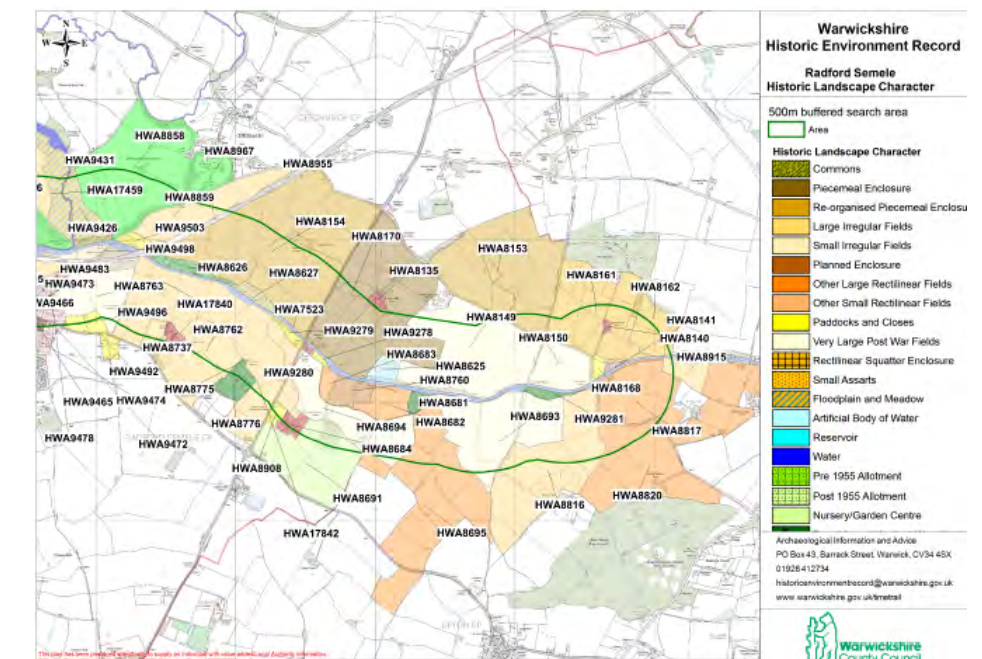 N
W
E
S
HWA8858
HWA8967
HWA9431
HWA8955
6
HWA17459
HWA8859
HWA9426
HWA9503
HWA8154
HWA8170
HWA8153
HWA9498
HWA9483
HWA8626
HWA8627
HWA8135
HWA8161
5
HWA9473
HWA8763
HWA8162
WA9466
HWA17840
HWA9496
HWA7523
HWA8149
HWA8141
HWA8762
HWA9279
HWA9278
HWA8150
HWA8140
HWA8737
HWA8683
HWA8915
HWA9492
HWA9280
HWA8625
HWA8760
HWA8775
HWA8168
HWA9465
HWA9474
HWA8681
HWA8693
HWA9281
HWA8776
HWA8694
HWA8682
HWA8817
HWA9478
HWA9472
HWA8684
HWA8908
HWA8691
HWA8820
HWA8816
HWA17842
HWA8695
Warwickshire
Historic Environment Record
Radford Semele
Historic Landscape Character
500m buffered search area
Area
Historic Landscape Character
Commons
Piecemeal Enclosure
Re-organised Piecemeal Enclosu
Large Irregular Fields
Small Irregular Fields
Planned Enclosure
Other Large Rectilinear Fields
Other Small Rectilinear Fields
Paddocks and Closes
Very Large Post War Fields
Rectilinear Squatter Enclosure
Small Assarts
Floodplain and Meadow
Artificial Body of Water
Reservoir
Water
Pre 1955 Allotment
Post 1955 Allotment
Nursery/Garden Centre
Archaeological Information and Advice
PO Box 43, Barrack Street, Warwick, CV34 4SX
01926 412734
historicenvironmentrecord@warwickshire.gov.uk
www.warwickshire.gov.uk/timetrail
Warwickshire
County Council